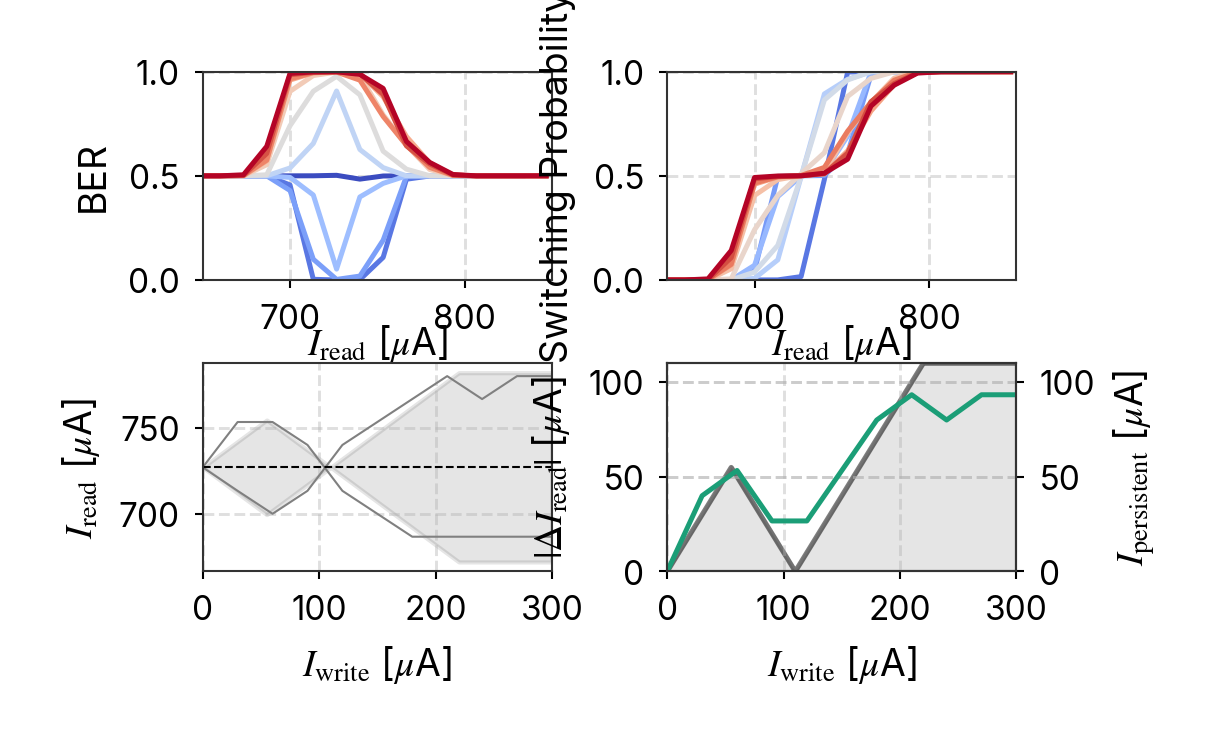 BER
1.0
0.5
0.0
700
800
I_read [μA]
Switching Probability
1.0
0.5
0.0
700
800
I_read [μA]
I_read [μA]
750
700
0
100
200
300
I_write [μA]
|ΔI_read| [μA]
100
50
0
0
100
200
300
I_write [μA]
100
50
0
I_persistent [μA]